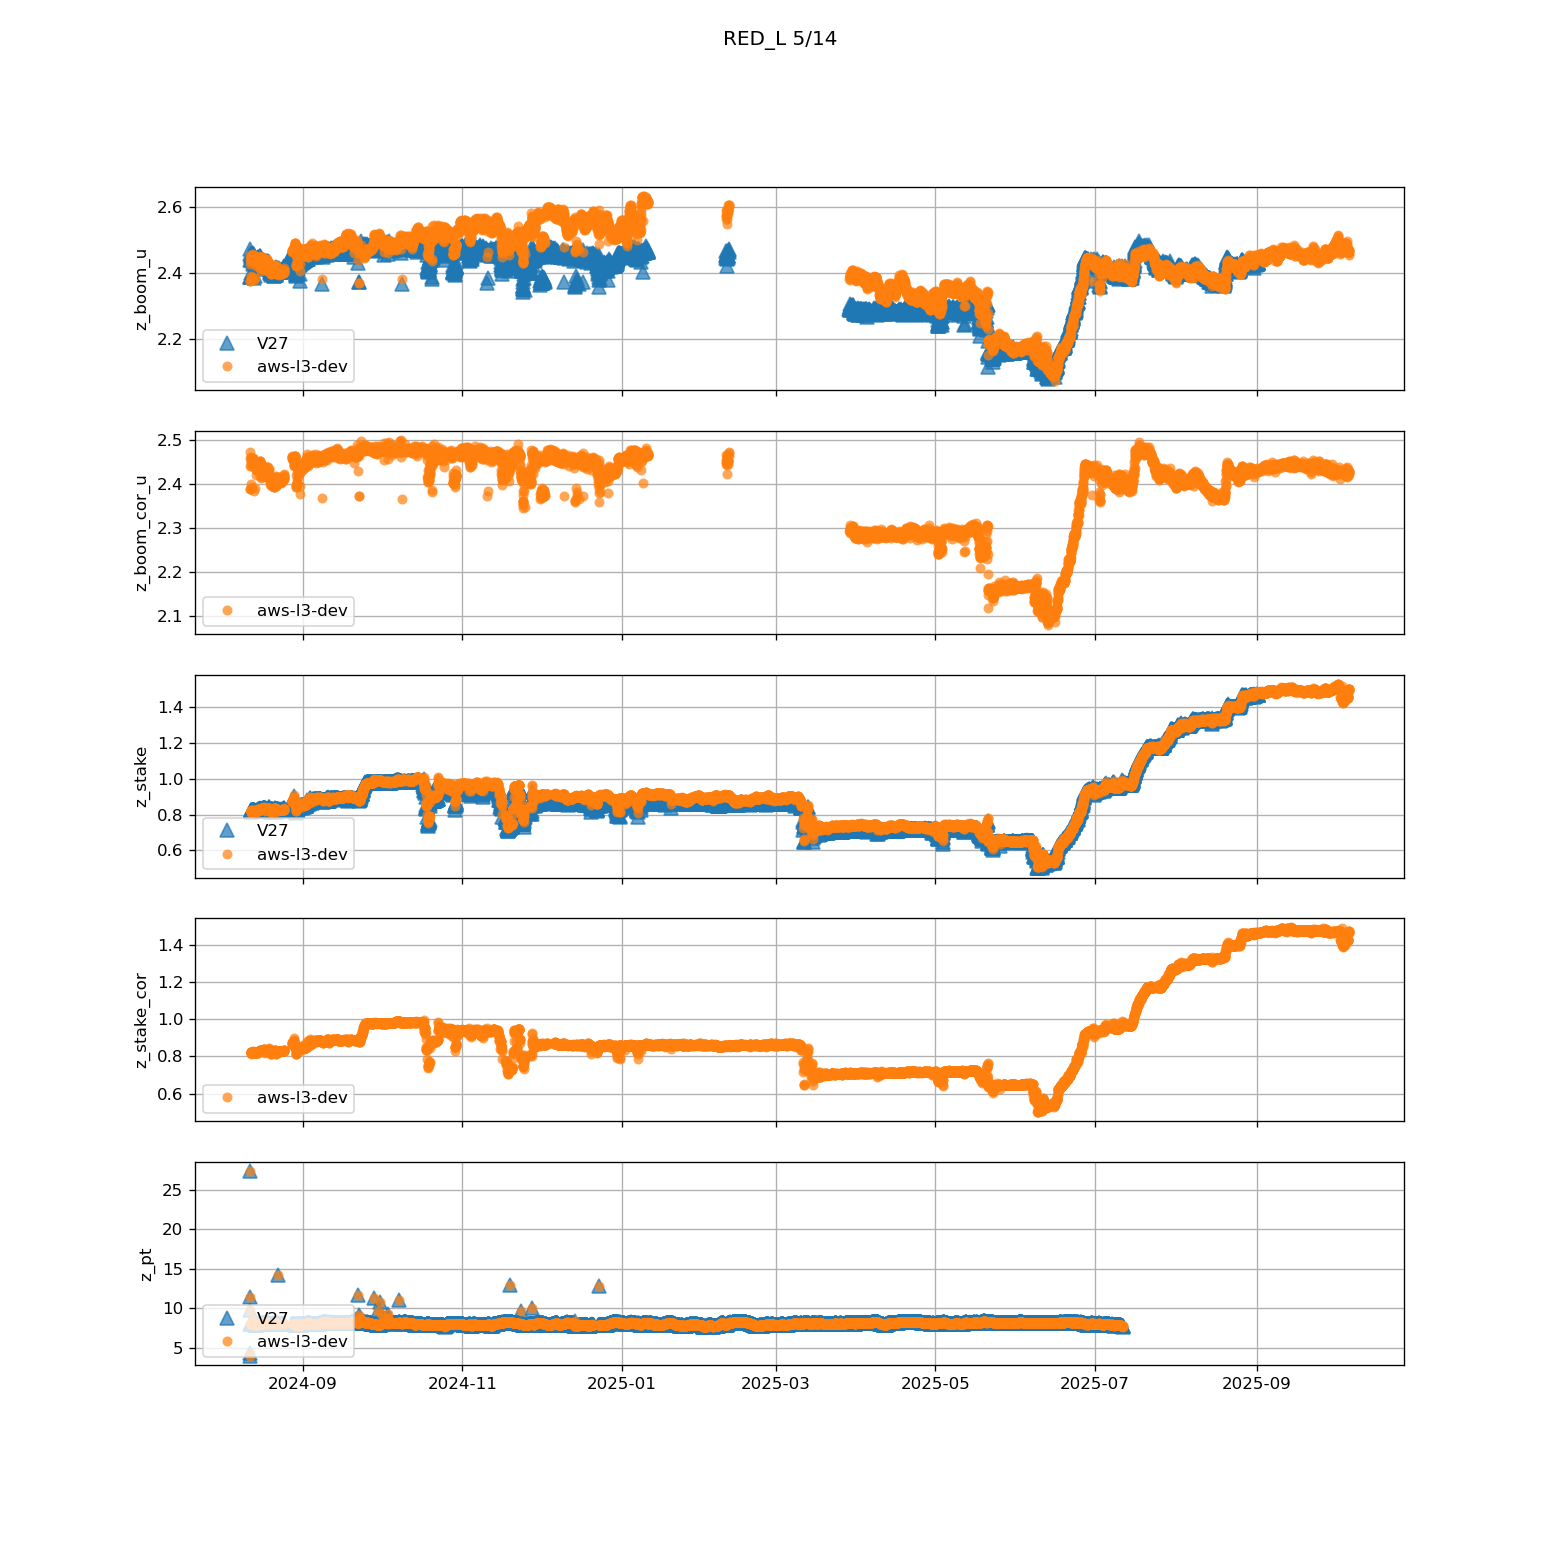 RED_L 5/14
2.6
2.4
2.2
z_boom_u
V27
aws-l3-dev
2.5
2.4
2.3
2.2
2.1
z_boom_cor_u
aws-l3-dev
1.4
1.2
1.0
0.8
0.6
z_stake
V27
aws-l3-dev
1.4
1.2
1.0
0.8
0.6
z_stake_cor
aws-l3-dev
25
20
15
10
5
z_pt
V27
aws-l3-dev
2024-09 2024-11 2025-01 2025-03 2025-05 2025-07 2025-09